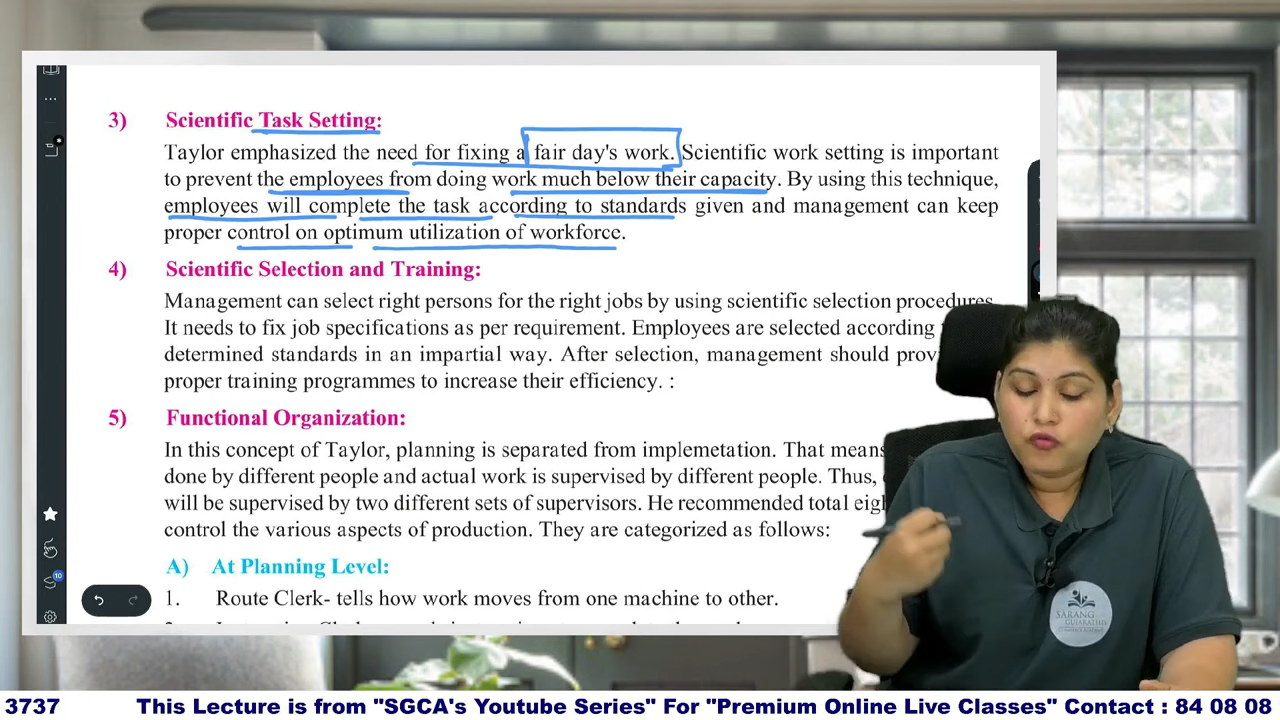 3) Scientific Task Setting:
Taylor emphasized the need for fixing a fair day's work. Scientific work setting is important
to prevent the employees from doing work much below their capacity. By using this technique,
employees will complete the task according to standards given and management can keep
proper control on optimum utilization of workforce.
4) Scientific Selection and Training:
Management can select right persons for the right jobs by using scientific selection procedures.
It needs to fix job specifications as per requirement. Employees are selected according
determined standards in an impartial way. After selection, management should
proper training programmes to increase their efficiency. :
5) Functional Organization:
In this concept of Taylor, planning is separated from implemetation. That means
done by different people and actual work is supervised by different people. Thus,
will be supervised by two different sets of supervisors. He recommended total
control the various aspects of production. They are categorized as follows:
A) At Planning Level:
1. Route Clerk- tells how work moves from one machine to other.
10
SARANG
3737 This Lecture is from "SGCA's Youtube Series" For "Premium Online Live Classes" Contact : 84 08 08